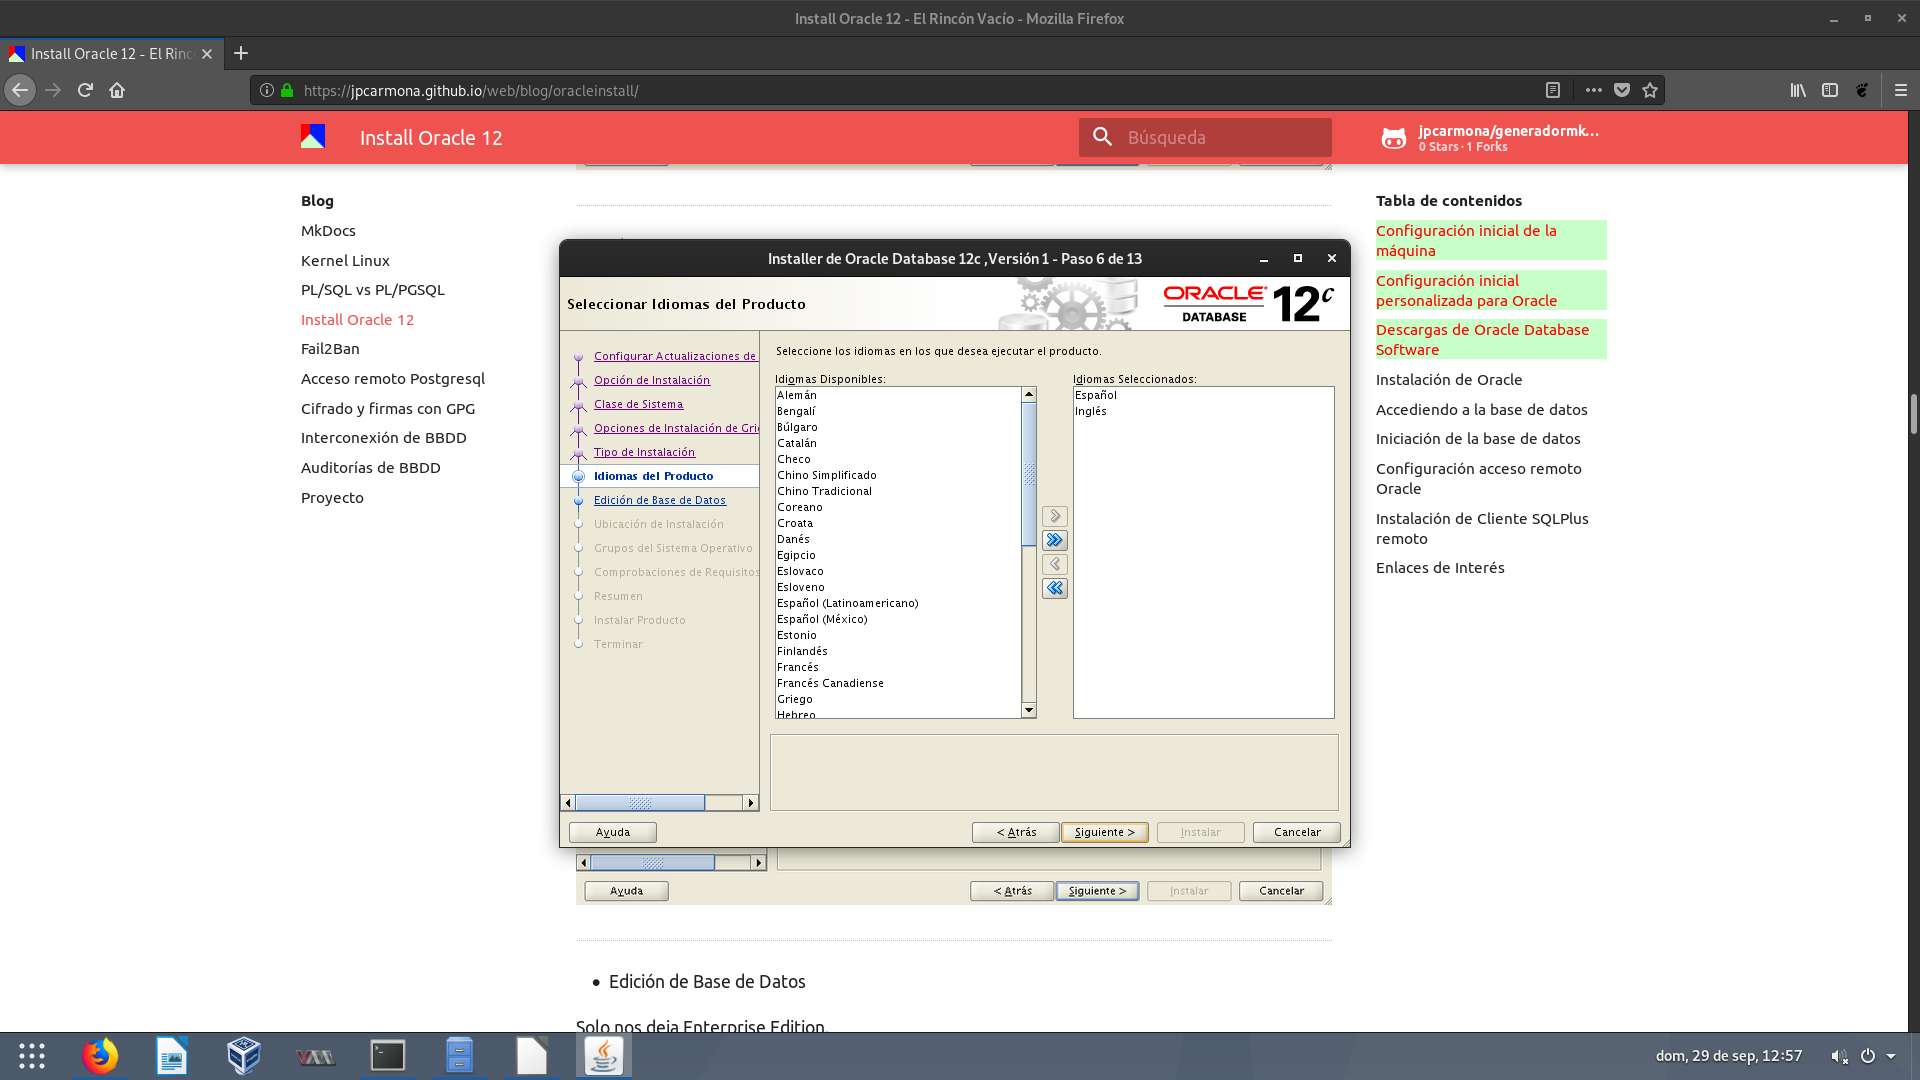 Install Oracle 12 - El Rincón Vacío - Mozilla Firefox
Install Oracle 12 - El Rinc
https://jpcarmona.github.io/web/blog/oracleinstall/
Install Oracle 12
Búsqueda
jpcarmona/generadormk...
0 Stars · 1 Forks
Blog
MkDocs
Kernel Linux
PL/SQL vs PL/PGSQL
Install Oracle 12
Fail2Ban
Acceso remoto Postgresql
Cifrado y firmas con GPG
Interconexión de BBDD
Auditorías de BBDD
Proyecto
Installer de Oracle Database 12c ,Versión 1 - Paso 6 de 13
Seleccionar Idiomas del Producto
ORACLE
DATABASE
12c
Configurar Actualizaciones de
Opción de Instalación
Clase de Sistema
Opciones de Instalación de Gri
Tipo de Instalación
Idiomas del Producto
Edición de Base de Datos
Ubicación de Instalación
Grupos del Sistema Operativo
Comprobaciones de Requisitos
Resumen
Instalar Producto
Terminar
Seleccione los idiomas en los que desea ejecutar el producto.
Idiomas Disponibles:
Alemán
Bengalí
Búlgaro
Catalán
Checo
Chino Simplificado
Chino Tradicional
Coreano
Croata
Danés
Egipcio
Eslovaco
Esloveno
Español (Latinoamericano)
Español (México)
Estonio
Finlandés
Francés
Francés Canadiense
Griego
Hebreo
Idiomas Seleccionados:
Español
Inglés
Ayuda
< Atrás
Siguiente >
Instalar
Cancelar
Ayuda
< Atrás
Siguiente >
Instalar
Cancelar
Edición de Base de Datos
Solo nos deja Enterprise Edition.
Tabla de contenidos
Configuración inicial de la
máquina
Configuración inicial
personalizada para Oracle
Descargas de Oracle Database
Software
Instalación de Oracle
Accediendo a la base de datos
Iniciación de la base de datos
Configuración acceso remoto
Oracle
Instalación de Cliente SQLPlus
remoto
Enlaces de Interés
dom, 29 de sep, 12:57